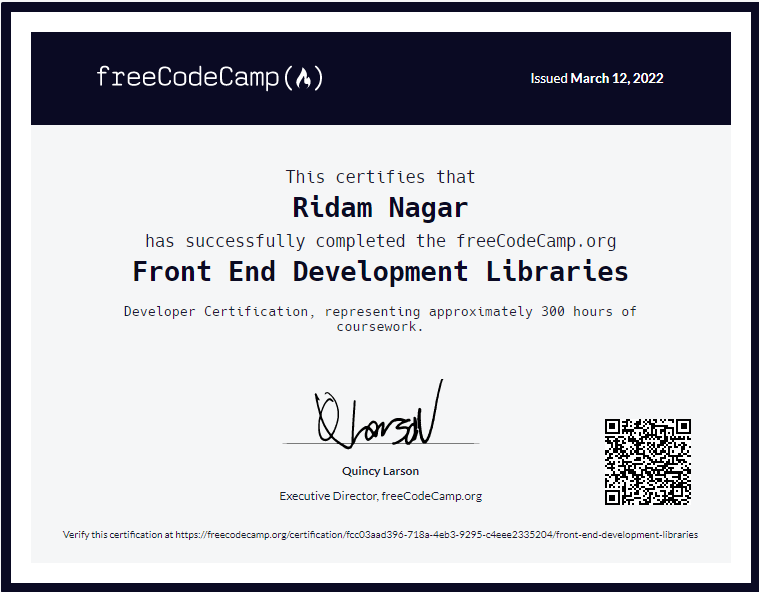 freeCodeCamp
Issued March 12, 2022
This certifies that
Ridam Nagar
has successfully completed the freeCodeCamp.org
Front End Development Libraries
Developer Certification, representing approximately 300 hours of
coursework.
Q Larson
Quincy Larson
Executive Director, freeCodeCamp.org
Verify this certification at https://freecodecamp.org/certification/fcc03aad396-718a-4eb3-9295-c4eee2335204/front-end-development-libraries